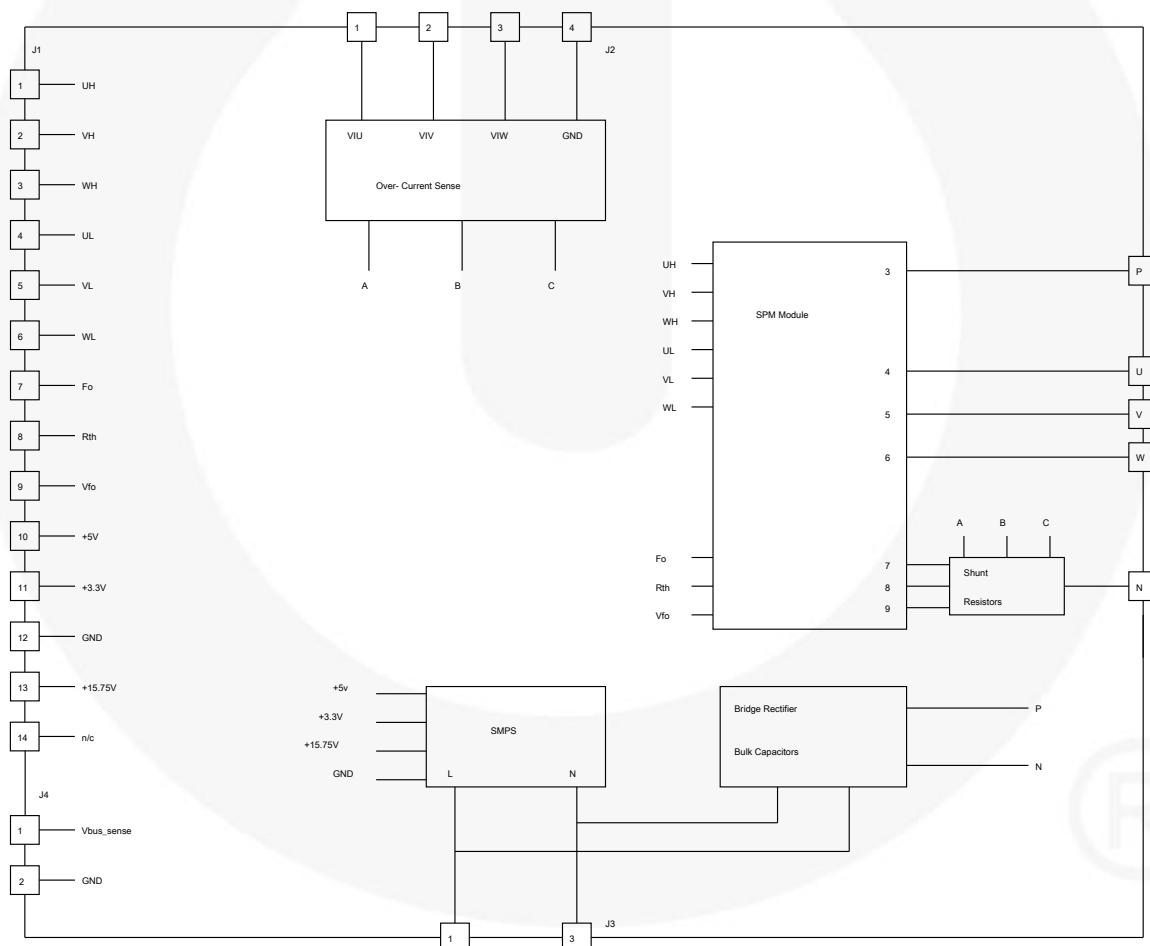 1 2 3 4
J1 J2
1 UH
2 VH
3 WH
4 UL
5 VL
6 WL
7 Fo
8 Rth
9 Vfo
10 +5V
11 +3.3V
12 GND
13 +15.75V
14 n/c
J4
1 Vbus_sense
2 GND
VIU VIV VIW GND
Over- Current Sense
A B C
UH
VH
WH
UL
VL
WL
Fo
Rth
Vfo
SPM Module
3
4
5
6
7
8
9
P
U
V
W
N
A B C
Shunt
Resistors
+5v
+3.3V
+15.75V
GND
SMPS
L N
Bridge Rectifier
Bulk Capacitors
P
N
J3
1 3
R